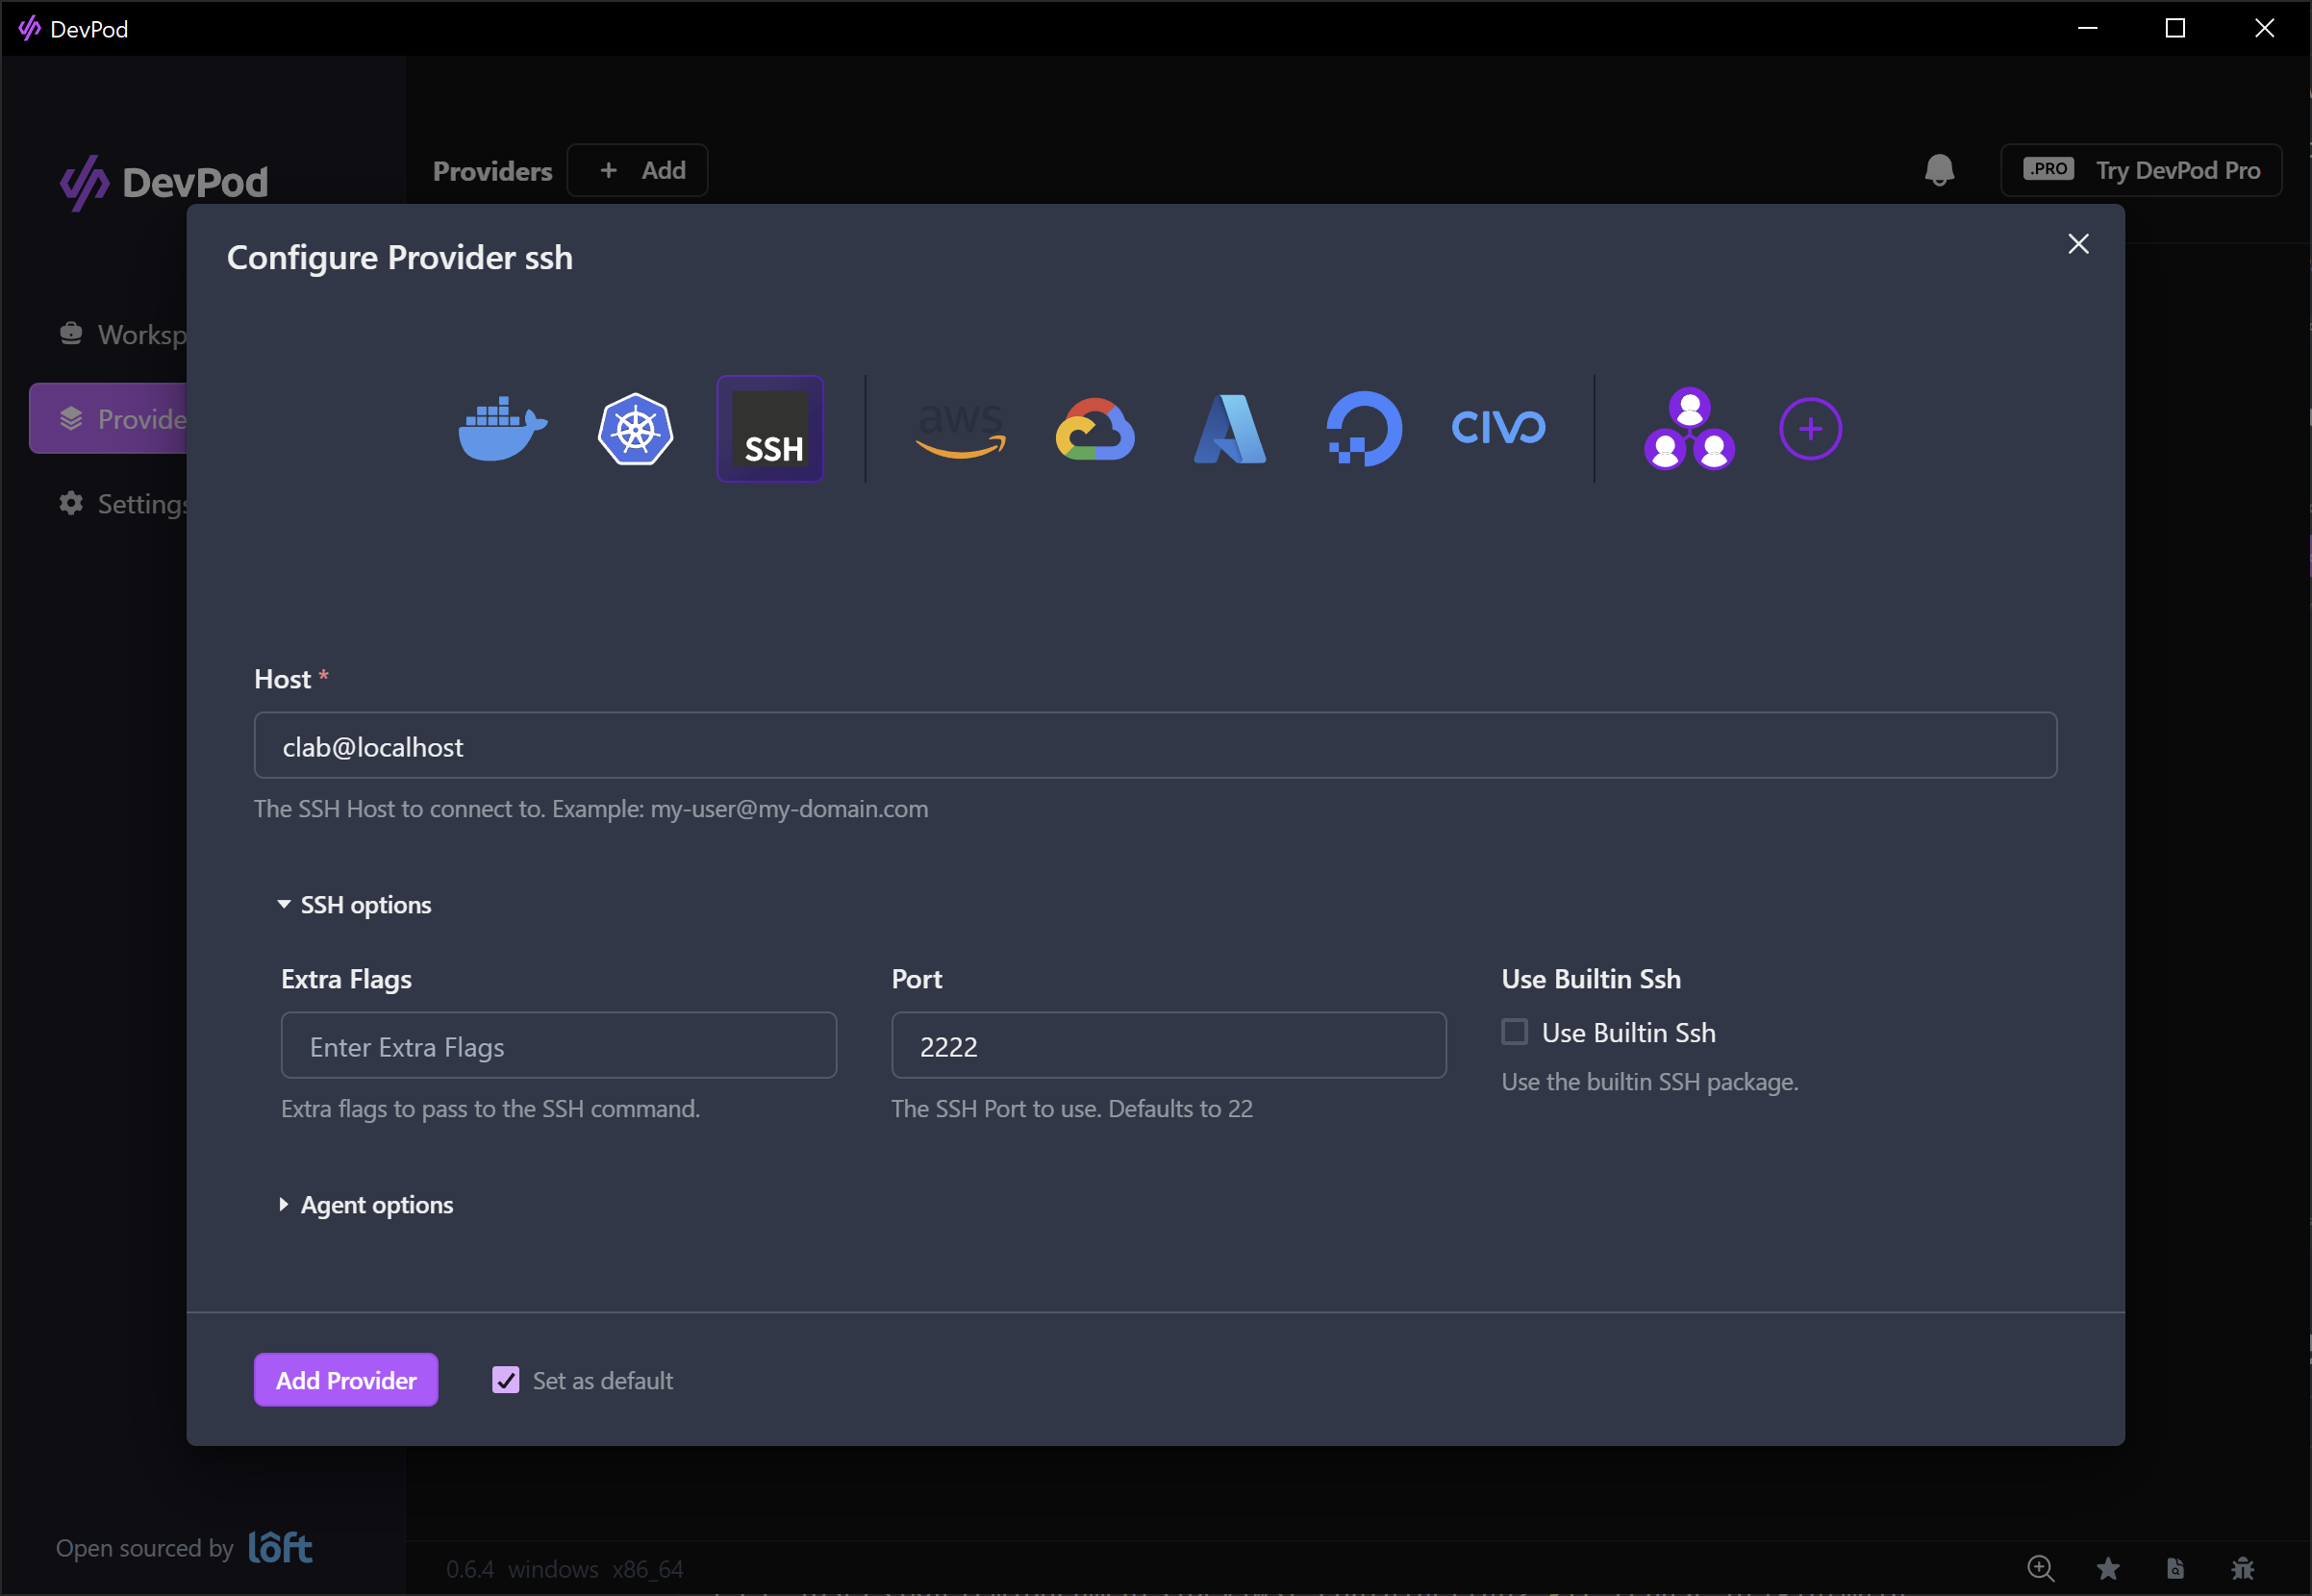 DevPod
DevPod
Providers
+ Add
.PRO Try DevPod Pro
Configure Provider ssh
Worksp
Provide
Settings
SSH
aws
CIVO
Host *
clab@localhost
The SSH Host to connect to. Example: my-user@my-domain.com
SSH options
Extra Flags
Port
Use Builtin Ssh
Enter Extra Flags
2222
Use Builtin Ssh
Extra flags to pass to the SSH command.
The SSH Port to use. Defaults to 22
Use the builtin SSH package.
Agent options
Add Provider
Set as default
Open sourced by loft
0.6.4 windows x86_64